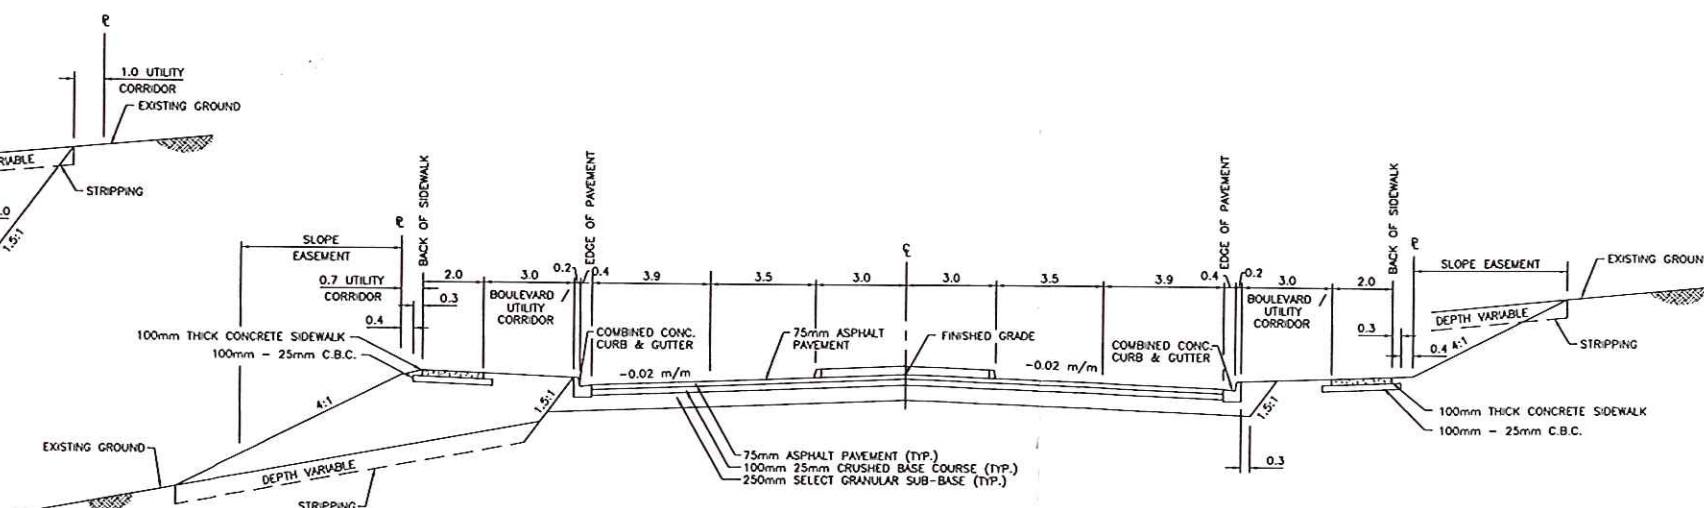 ℄
1.0 UTILITY
CORRIDOR
EXISTING GROUND
STRIPPING
1.5:1
SLOPE
EASEMENT
0.7 UTILITY
CORRIDOR
0.4
0.3
BACK OF SIDEWALK
2.0
3.0
BOULEVARD /
UTILITY
CORRIDOR
0.2
0.4
EDGE OF PAVEMENT
3.9
3.5
3.0
℄
3.0
3.5
3.9
EDGE OF PAVEMENT
0.4
0.2
3.0
BOULEVARD /
UTILITY
CORRIDOR
2.0
BACK OF SIDEWALK
SLOPE EASEMENT
EXISTING GROUN
0.3
0.4
4:1
DEPTH VARIABLE
STRIPPING
100mm THICK CONCRETE SIDEWALK
100mm - 25mm C.B.C.
COMBINED CONC.
CURB & GUTTER
-0.02 m/m
75mm ASPHALT
PAVEMENT
FINISHED GRADE
-0.02 m/m
COMBINED CONC.
CURB & GUTTER
1.5:1
0.3
100mm THICK CONCRETE SIDEWALK
100mm - 25mm C.B.C.
4:1
1.5:1
EXISTING GROUND
DEPTH VARIABLE
STRIPPING
75mm ASPHALT PAVEMENT (TYP.)
100mm 25mm CRUSHED BASE COURSE (TYP.)
250mm SELECT GRANULAR SUB-BASE (TYP.)